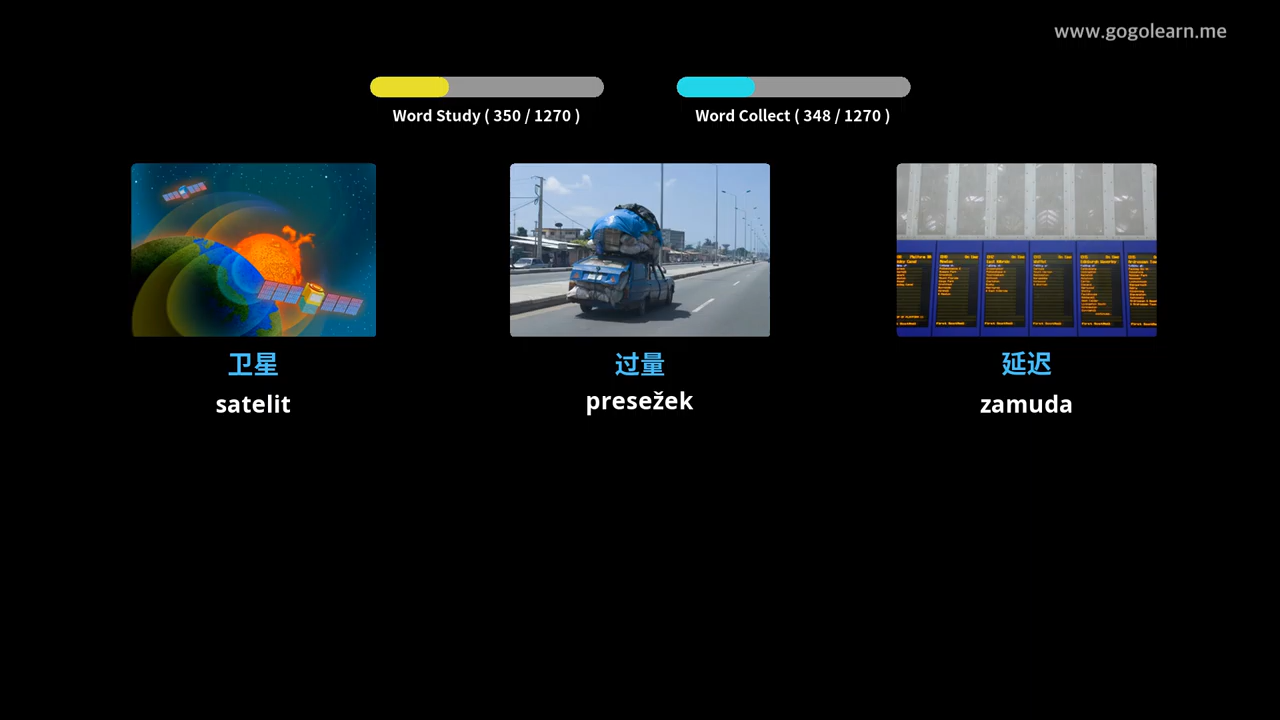 www.gogolearn.me
Word Study ( 350 / 1270 )
Word Collect ( 348 / 1270 )
卫星
过量
延迟
satelit
presežek
zamuda